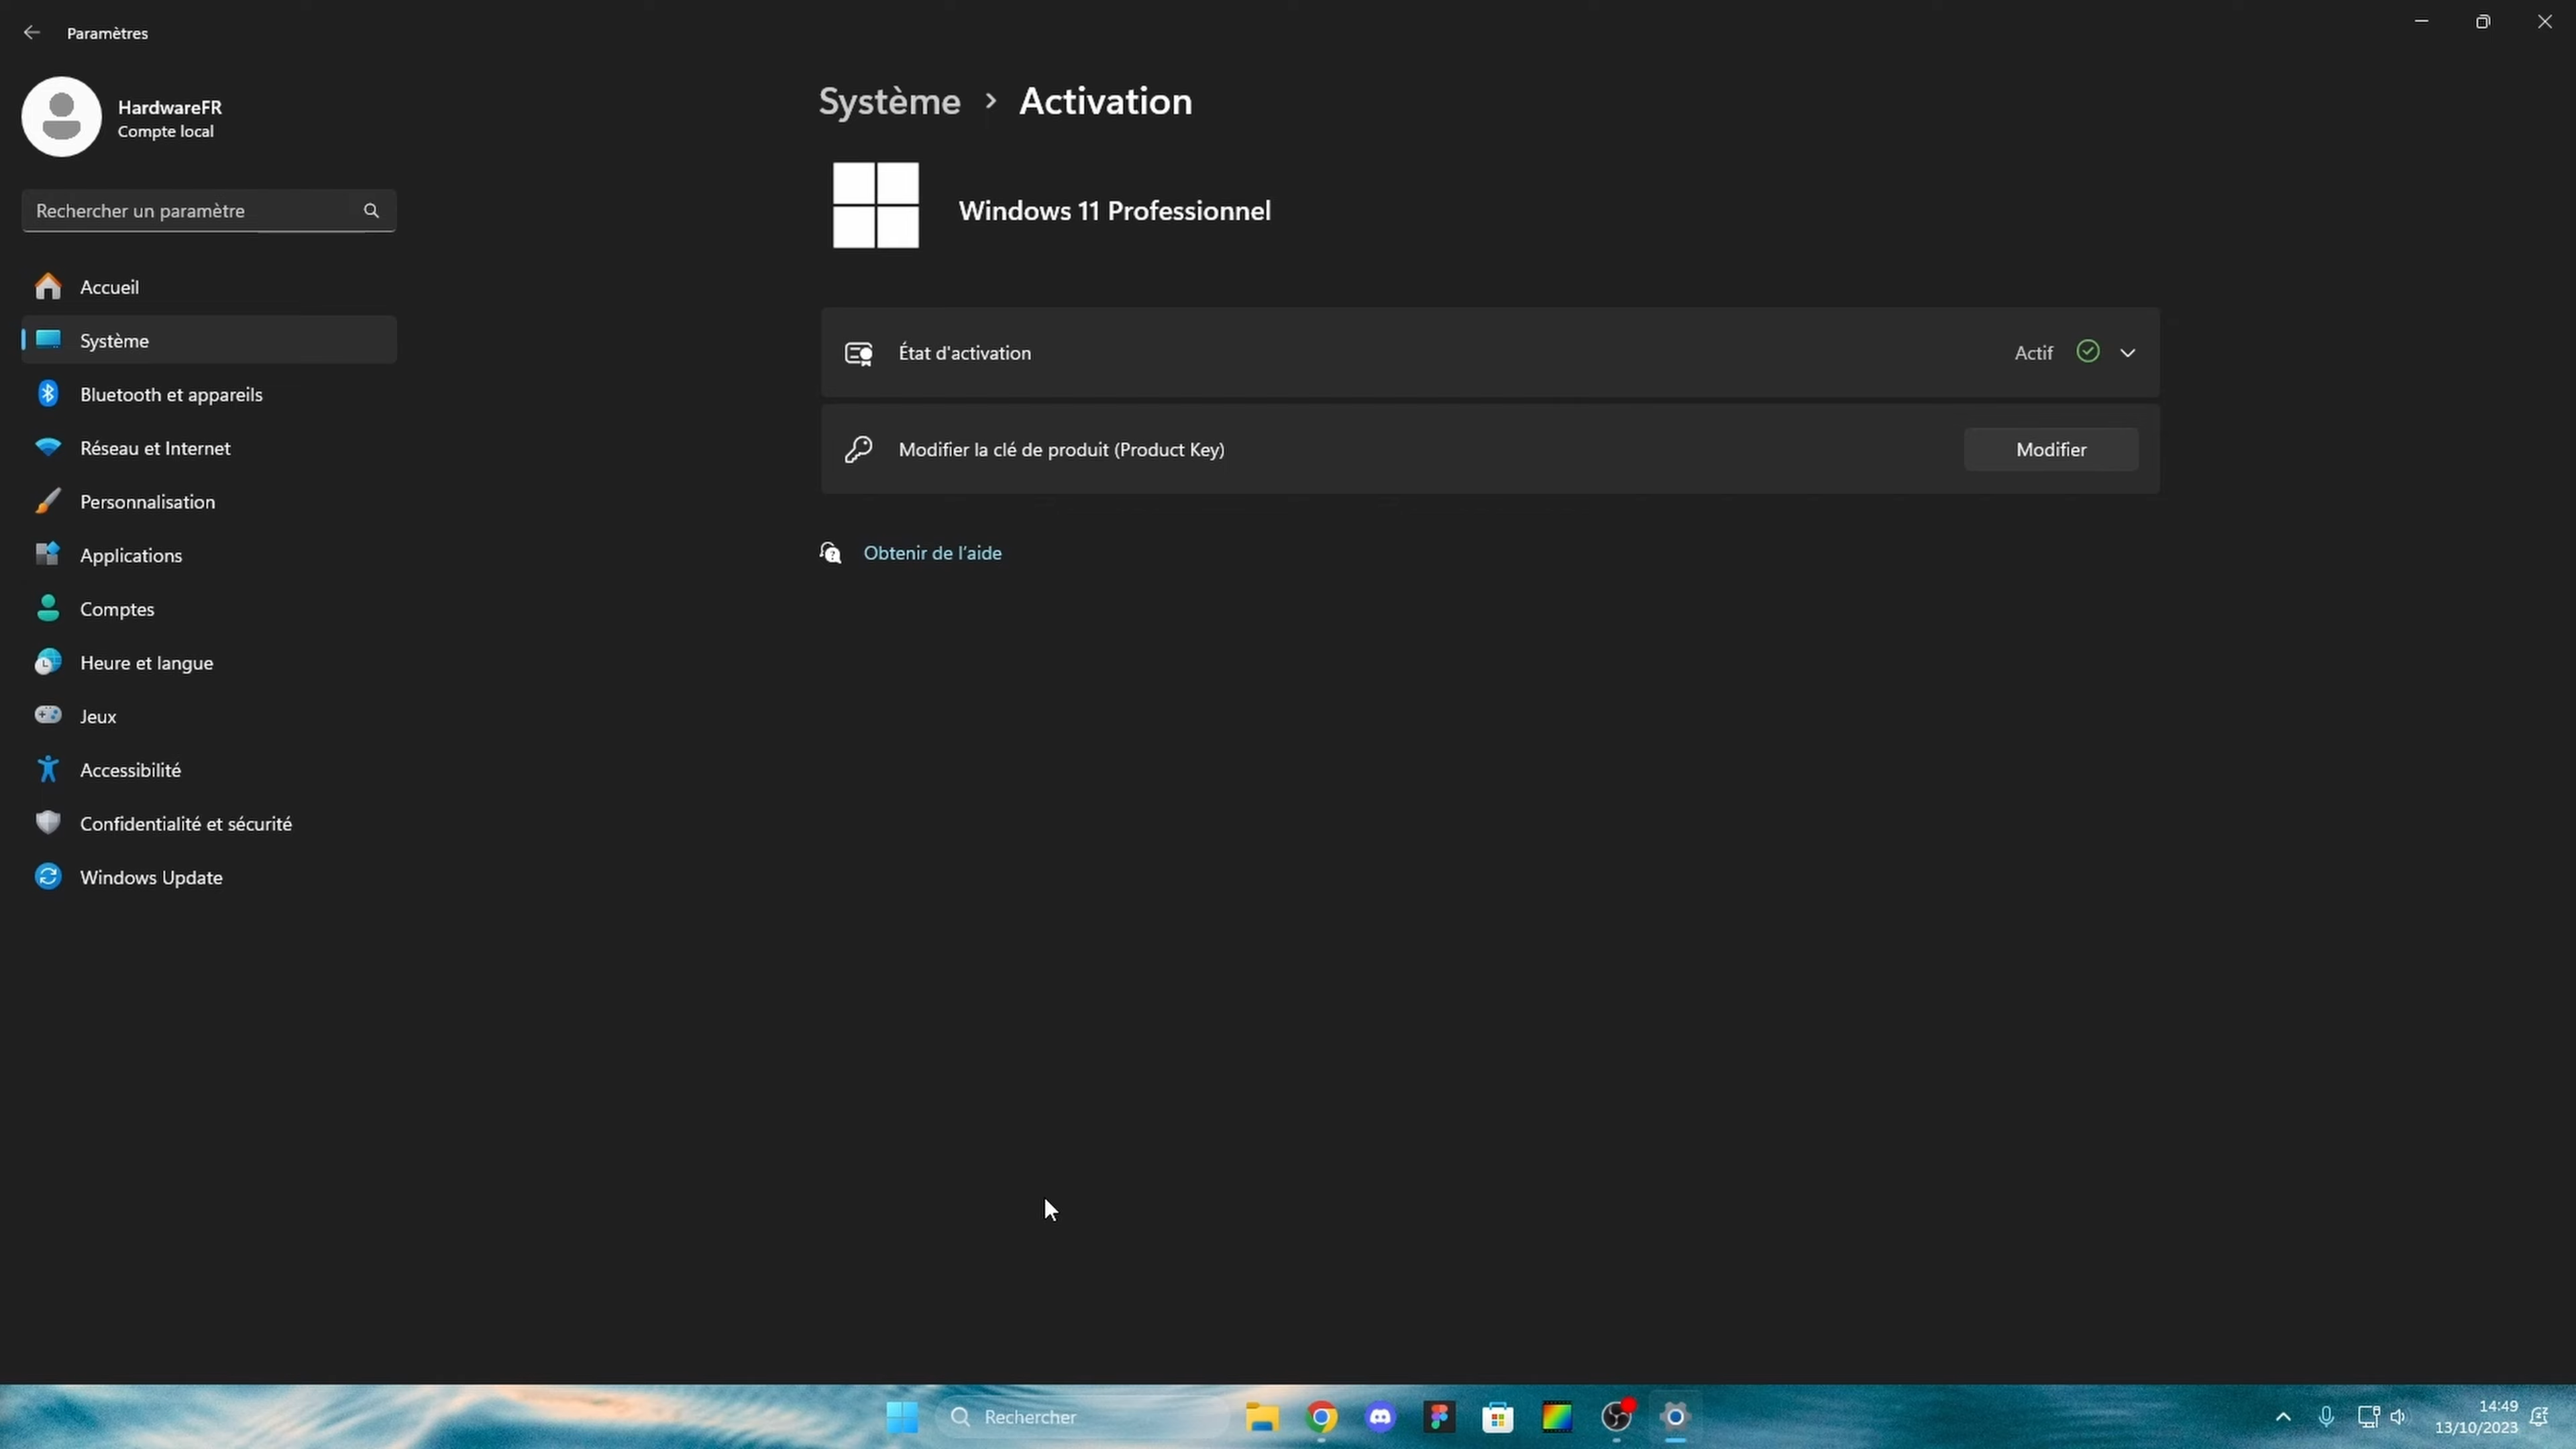 Paramètres
HardwareFR
Compte local
Rechercher un paramètre
Accueil
Système
Bluetooth et appareils
Réseau et Internet
Personnalisation
Applications
Comptes
Heure et langue
Jeux
Accessibilité
Confidentialité et sécurité
Windows Update
Système > Activation
Windows 11 Professionnel
État d'activation
Actif
Modifier la clé de produit (Product Key)
Modifier
Obtenir de l'aide
Rechercher
14:49
13/10/2023